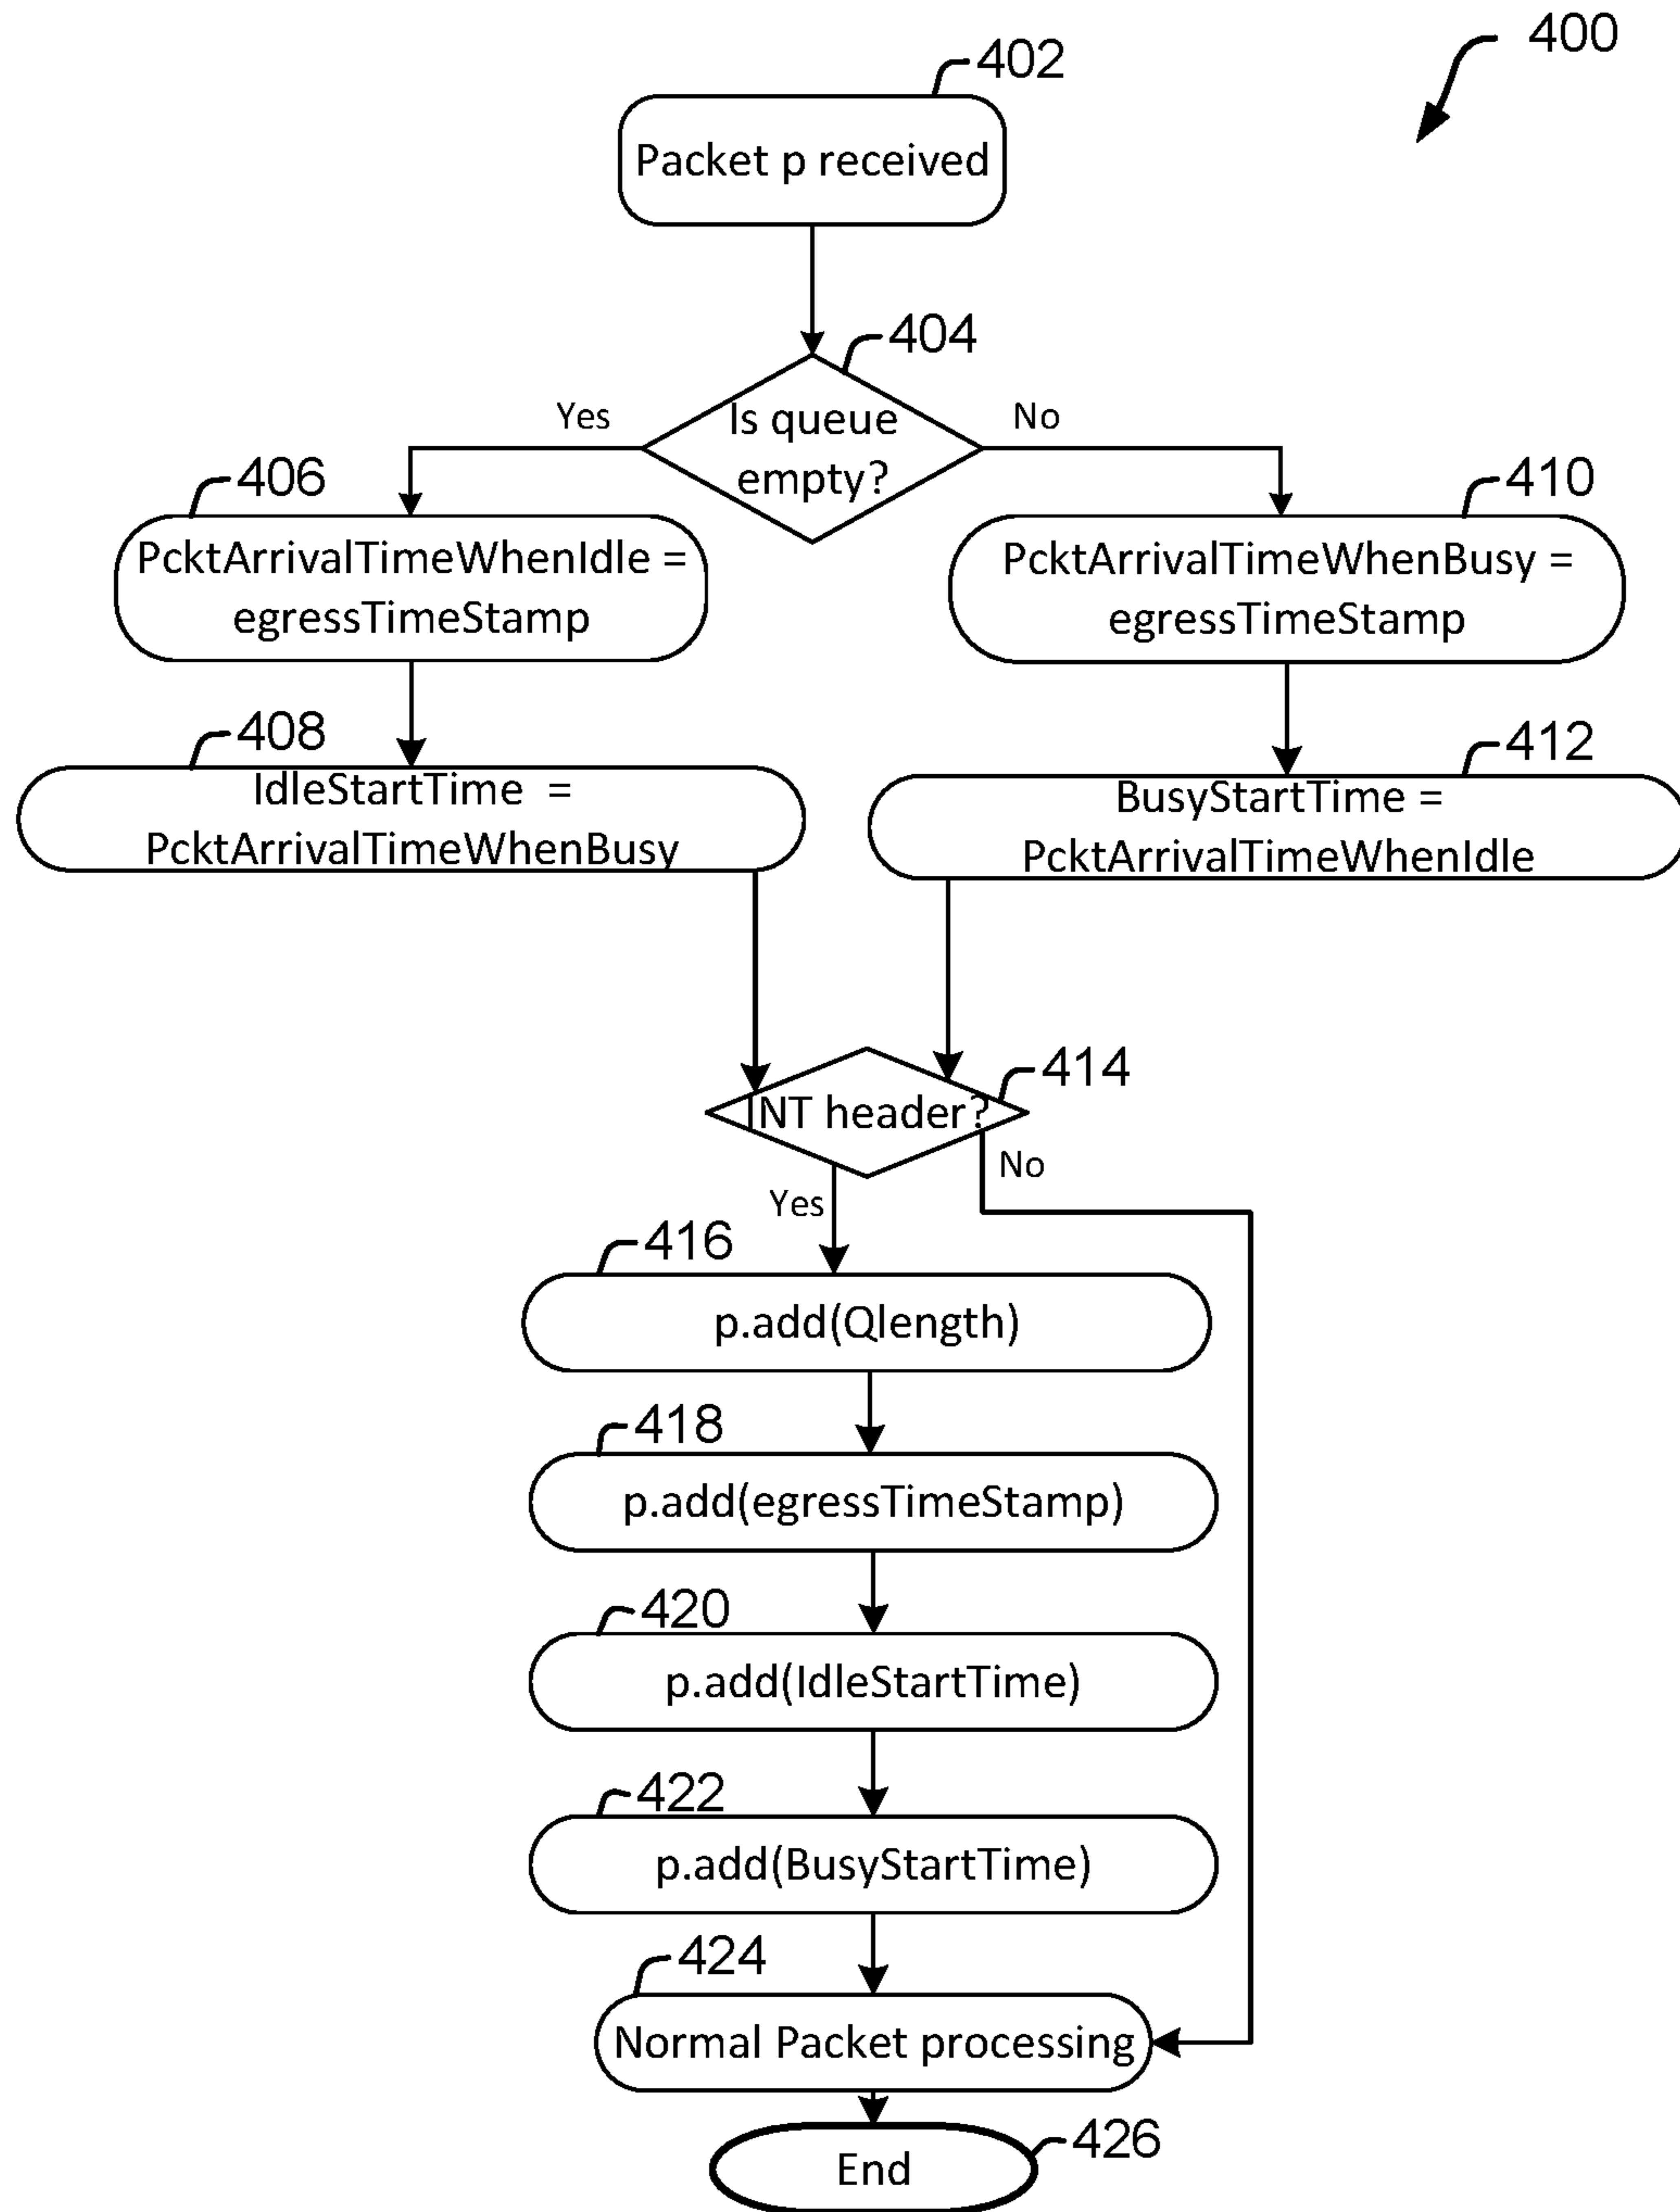 400
402
Packet p received
404
Is queue
empty?
Yes
No
406
PcktArrivalTimeWhenIdle =
egressTimeStamp
410
PcktArrivalTimeWhenBusy =
egressTimeStamp
408
IdleStartTime =
PcktArrivalTimeWhenBusy
412
BusyStartTime =
PcktArrivalTimeWhenIdle
414
INT header?
No
Yes
416
p.add(Qlength)
418
p.add(egressTimeStamp)
420
p.add(IdleStartTime)
422
p.add(BusyStartTime)
424
Normal Packet processing
426
End